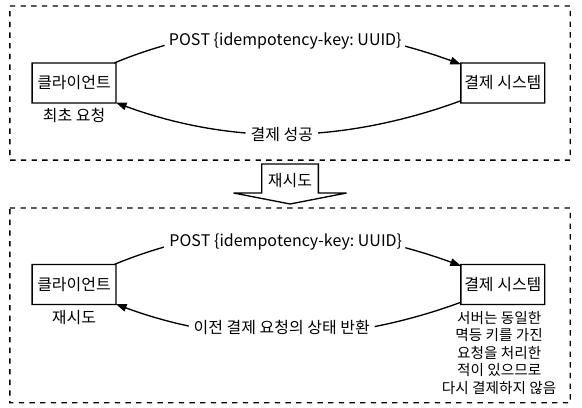 POST {idempotency-key: UUID}
클라이언트
결제 시스템
최초 요청
결제 성공
재시도
POST {idempotency-key: UUID}
클라이언트
결제 시스템
재시도
이전 결제 요청의 상태 반환
서버는 동일한
멱등 키를 가진
요청을 처리한
적이 있으므로
다시 결제하지 않음